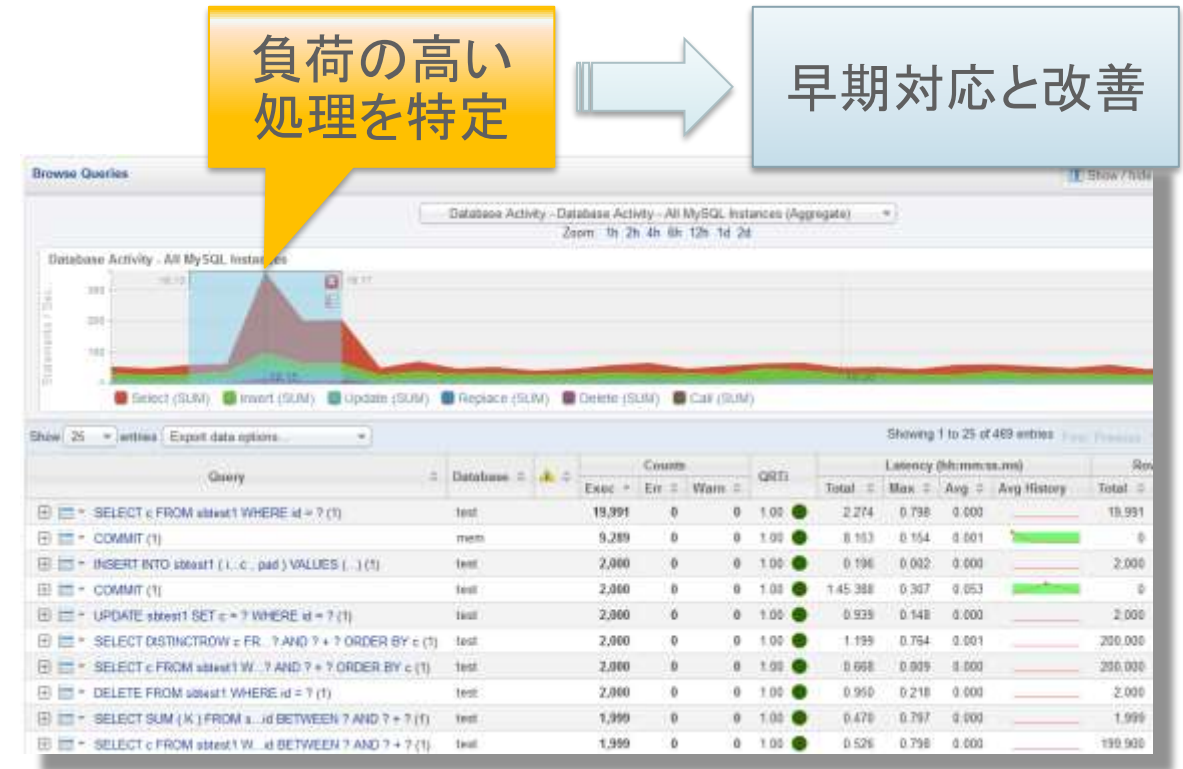 負荷の高い
処理を特定
早期対応と改善
Browse Queries
Show / hide
Database Activity - Database Activity - All MySQL Instances (Aggregate)
Zoom 1h 2h 4h 6h 12h 1d 2d
Database Activity - All MySQL Instances
Statements / Sec
300
200
100
0
Select (SUM) Insert (SUM) Update (SUM) Replace (SUM) Delete (SUM) Call (SUM)
Show 25 entries Export data options... Showing 1 to 25 of 469 entries First Previous
Query Database Counts QRTi Latency (hh:mm:ss.ms)
Exec Err Warn Total Max Avg Avg History Total
SELECT c FROM sbtest1 WHERE id = ? (1) test 19,991 0 0 1.00 2.274 0.798 0.000 19,991
COMMIT (1) mem 9,289 0 0 1.00 8.163 0.164 0.001 0
INSERT INTO sbtest1 ( i...c , pad ) VALUES (...) (1) test 2,000 0 0 1.00 0.196 0.002 0.000 2,000
COMMIT (1) test 2,000 0 0 1.00 1:45.388 0.307 0.053 0
UPDATE sbtest1 SET c = ? WHERE id = ? (1) test 2,000 0 0 1.00 0.939 0.148 0.000 2,000
SELECT DISTINCTROW c FR...? AND ? + ? ORDER BY c (1) test 2,000 0 0 1.00 1.199 0.764 0.001 200,000
SELECT c FROM sbtest1 W...? AND ? + ? ORDER BY c (1) test 2,000 0 0 1.00 0.668 0.009 0.000 200,000
DELETE FROM sbtest1 WHERE id = ? (1) test 2,000 0 0 1.00 0.950 0.218 0.000 2,000
SELECT SUM ( K ) FROM s...id BETWEEN ? AND ? + ? (1) test 1,999 0 0 1.00 0.470 0.797 0.000 1,999
SELECT c FROM sbtest1 W...id BETWEEN ? AND ? + ? (1) test 1,999 0 0 1.00 0.526 0.798 0.000 199,900